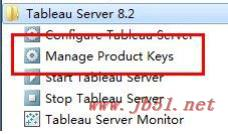 Tableau Server 8.2
Configure Tableau Server
Manage Product Keys
Start Tableau Server
Stop Tableau Server
Tableau Server Monitor
www.jb51.net